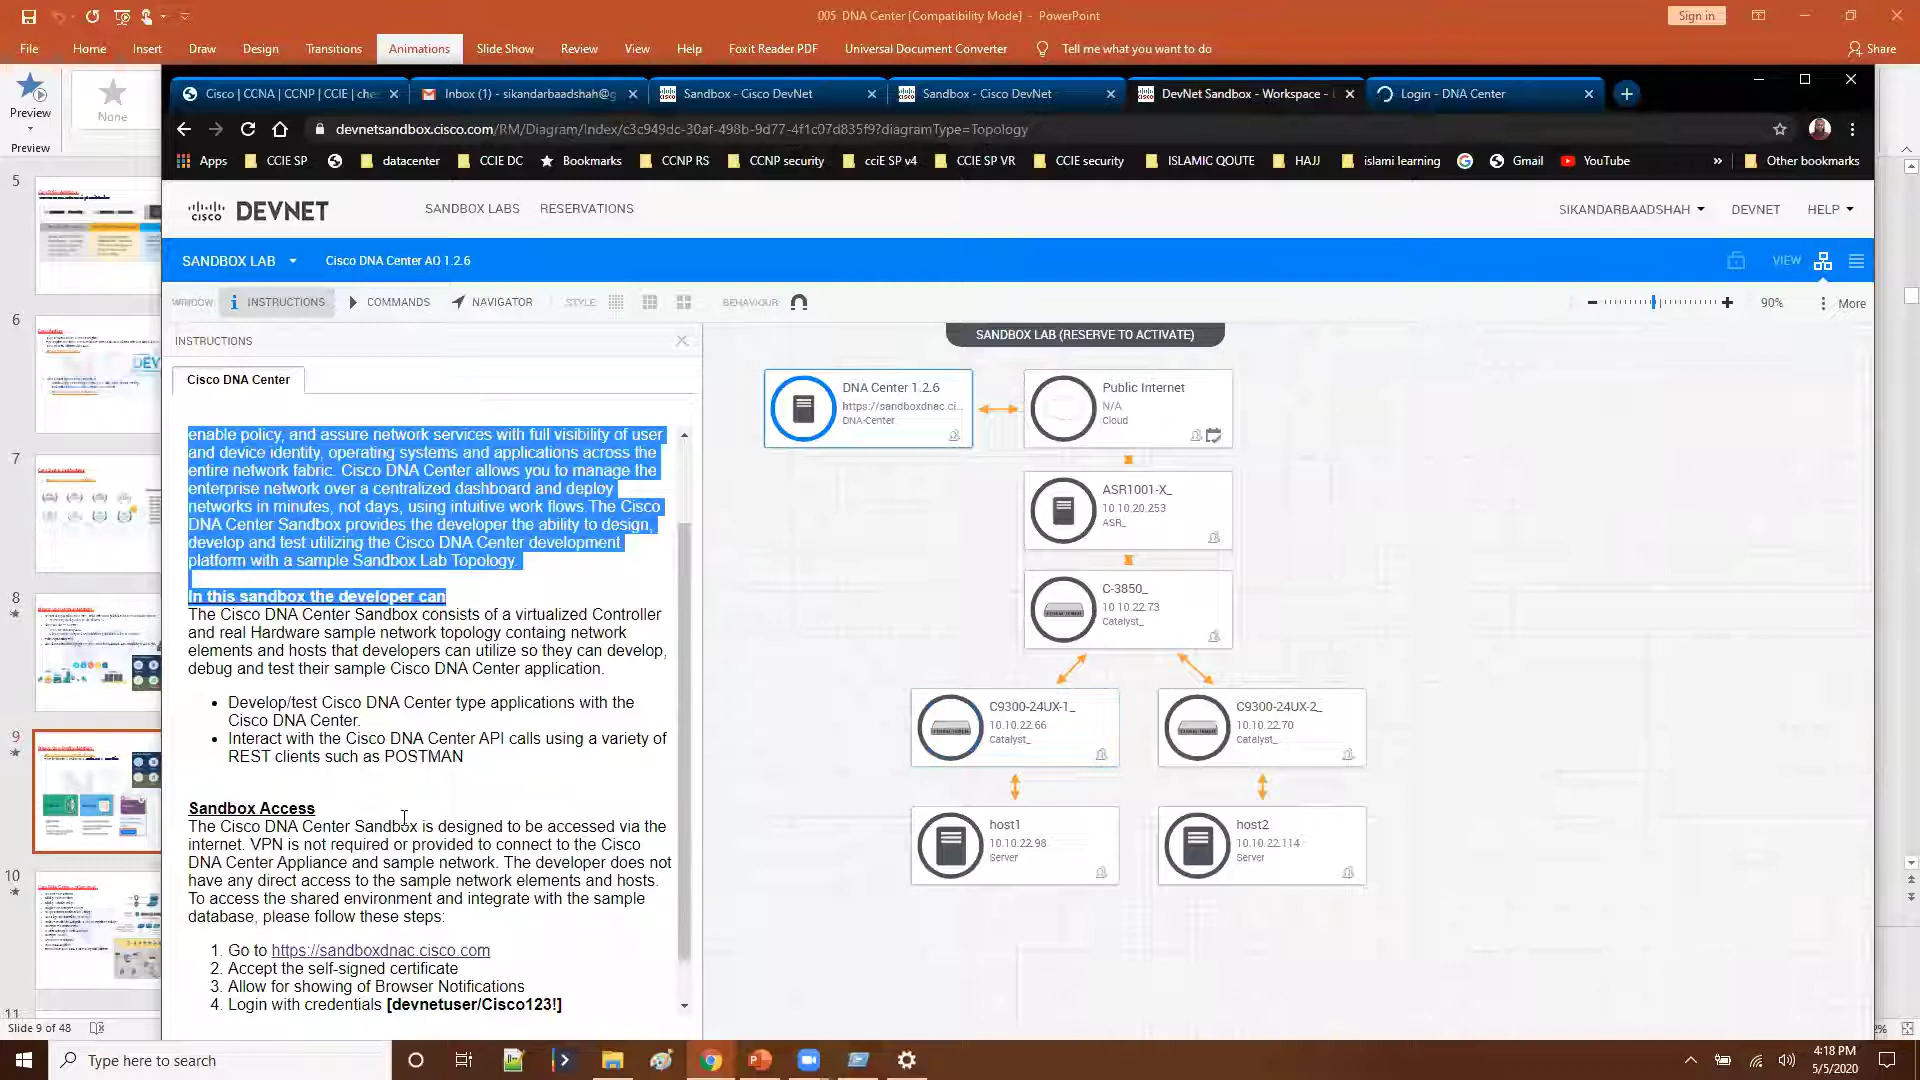 005 DNA Center [Compatibility Mode] - PowerPoint
Sign in
File Home Insert Draw Design Transitions Animations Slide Show Review View Help Foxit Reader PDF Universal Document Converter Tell me what you want to do
Share
Preview
None
Preview
Cisco | CCNA | CCNP | CCIE | che
Inbox (1) - sikandarbaadshah@g
Sandbox - Cisco DevNet
Sandbox - Cisco DevNet
DevNet Sandbox - Workspace -
Login - DNA Center
devnetsandbox.cisco.com/RM/Diagram/Index/c3c949dc-30af-498b-9d77-4f1c07d835f9?diagramType=Topology
Apps CCIE SP datacenter CCIE DC Bookmarks CCNP RS CCNP security cciE SP v4 CCIE SP VR CCIE security ISLAMIC QOUTE HAJJ islami learning Gmail YouTube » Other bookmarks
cisco DEVNET
SANDBOX LABS RESERVATIONS
SIKANDARBAADSHAH DEVNET HELP
SANDBOX LAB Cisco DNA Center AO 1.2.6
VIEW
WINDOW: INSTRUCTIONS COMMANDS NAVIGATOR STYLE: BEHAVIOUR:
90%
More
INSTRUCTIONS
Cisco DNA Center
enable policy, and assure network services with full visibility of user
and device identity, operating systems and applications across the
entire network fabric. Cisco DNA Center allows you to manage the
enterprise network over a centralized dashboard and deploy
networks in minutes, not days, using intuitive work flows.The Cisco
DNA Center Sandbox provides the developer the ability to design,
develop and test utilizing the Cisco DNA Center development
platform with a sample Sandbox Lab Topology.
In this sandbox the developer can
The Cisco DNA Center Sandbox consists of a virtualized Controller
and real Hardware sample network topology containg network
elements and hosts that developers can utilize so they can develop,
debug and test their sample Cisco DNA Center application.
• Develop/test Cisco DNA Center type applications with the
Cisco DNA Center.
• Interact with the Cisco DNA Center API calls using a variety of
REST clients such as POSTMAN
Sandbox Access
The Cisco DNA Center Sandbox is designed to be accessed via the
internet. VPN is not required or provided to connect to the Cisco
DNA Center Appliance and sample network. The developer does not
have any direct access to the sample network elements and hosts.
To access the shared environment and integrate with the sample
database, please follow these steps:
1. Go to https://sandboxdnac.cisco.com
2. Accept the self-signed certificate
3. Allow for showing of Browser Notifications
4. Login with credentials [devnetuser/Cisco123!]
SANDBOX LAB (RESERVE TO ACTIVATE)
DNA Center 1.2.6
https://sandboxdnac.ci...
DNA-Center
Public Internet
N/A
Cloud
ASR1001-X_
10.10.20.253
ASR_
C-3850_
10.10.22.73
Catalyst_
C9300-24UX-1_
10.10.22.66
Catalyst_
C9300-24UX-2_
10.10.22.70
Catalyst_
host1
10.10.22.98
Server
host2
10.10.22.114
Server
5
6
7
8
9
10
11
Slide 9 of 48
2%
Type here to search
4:18 PM
5/5/2020